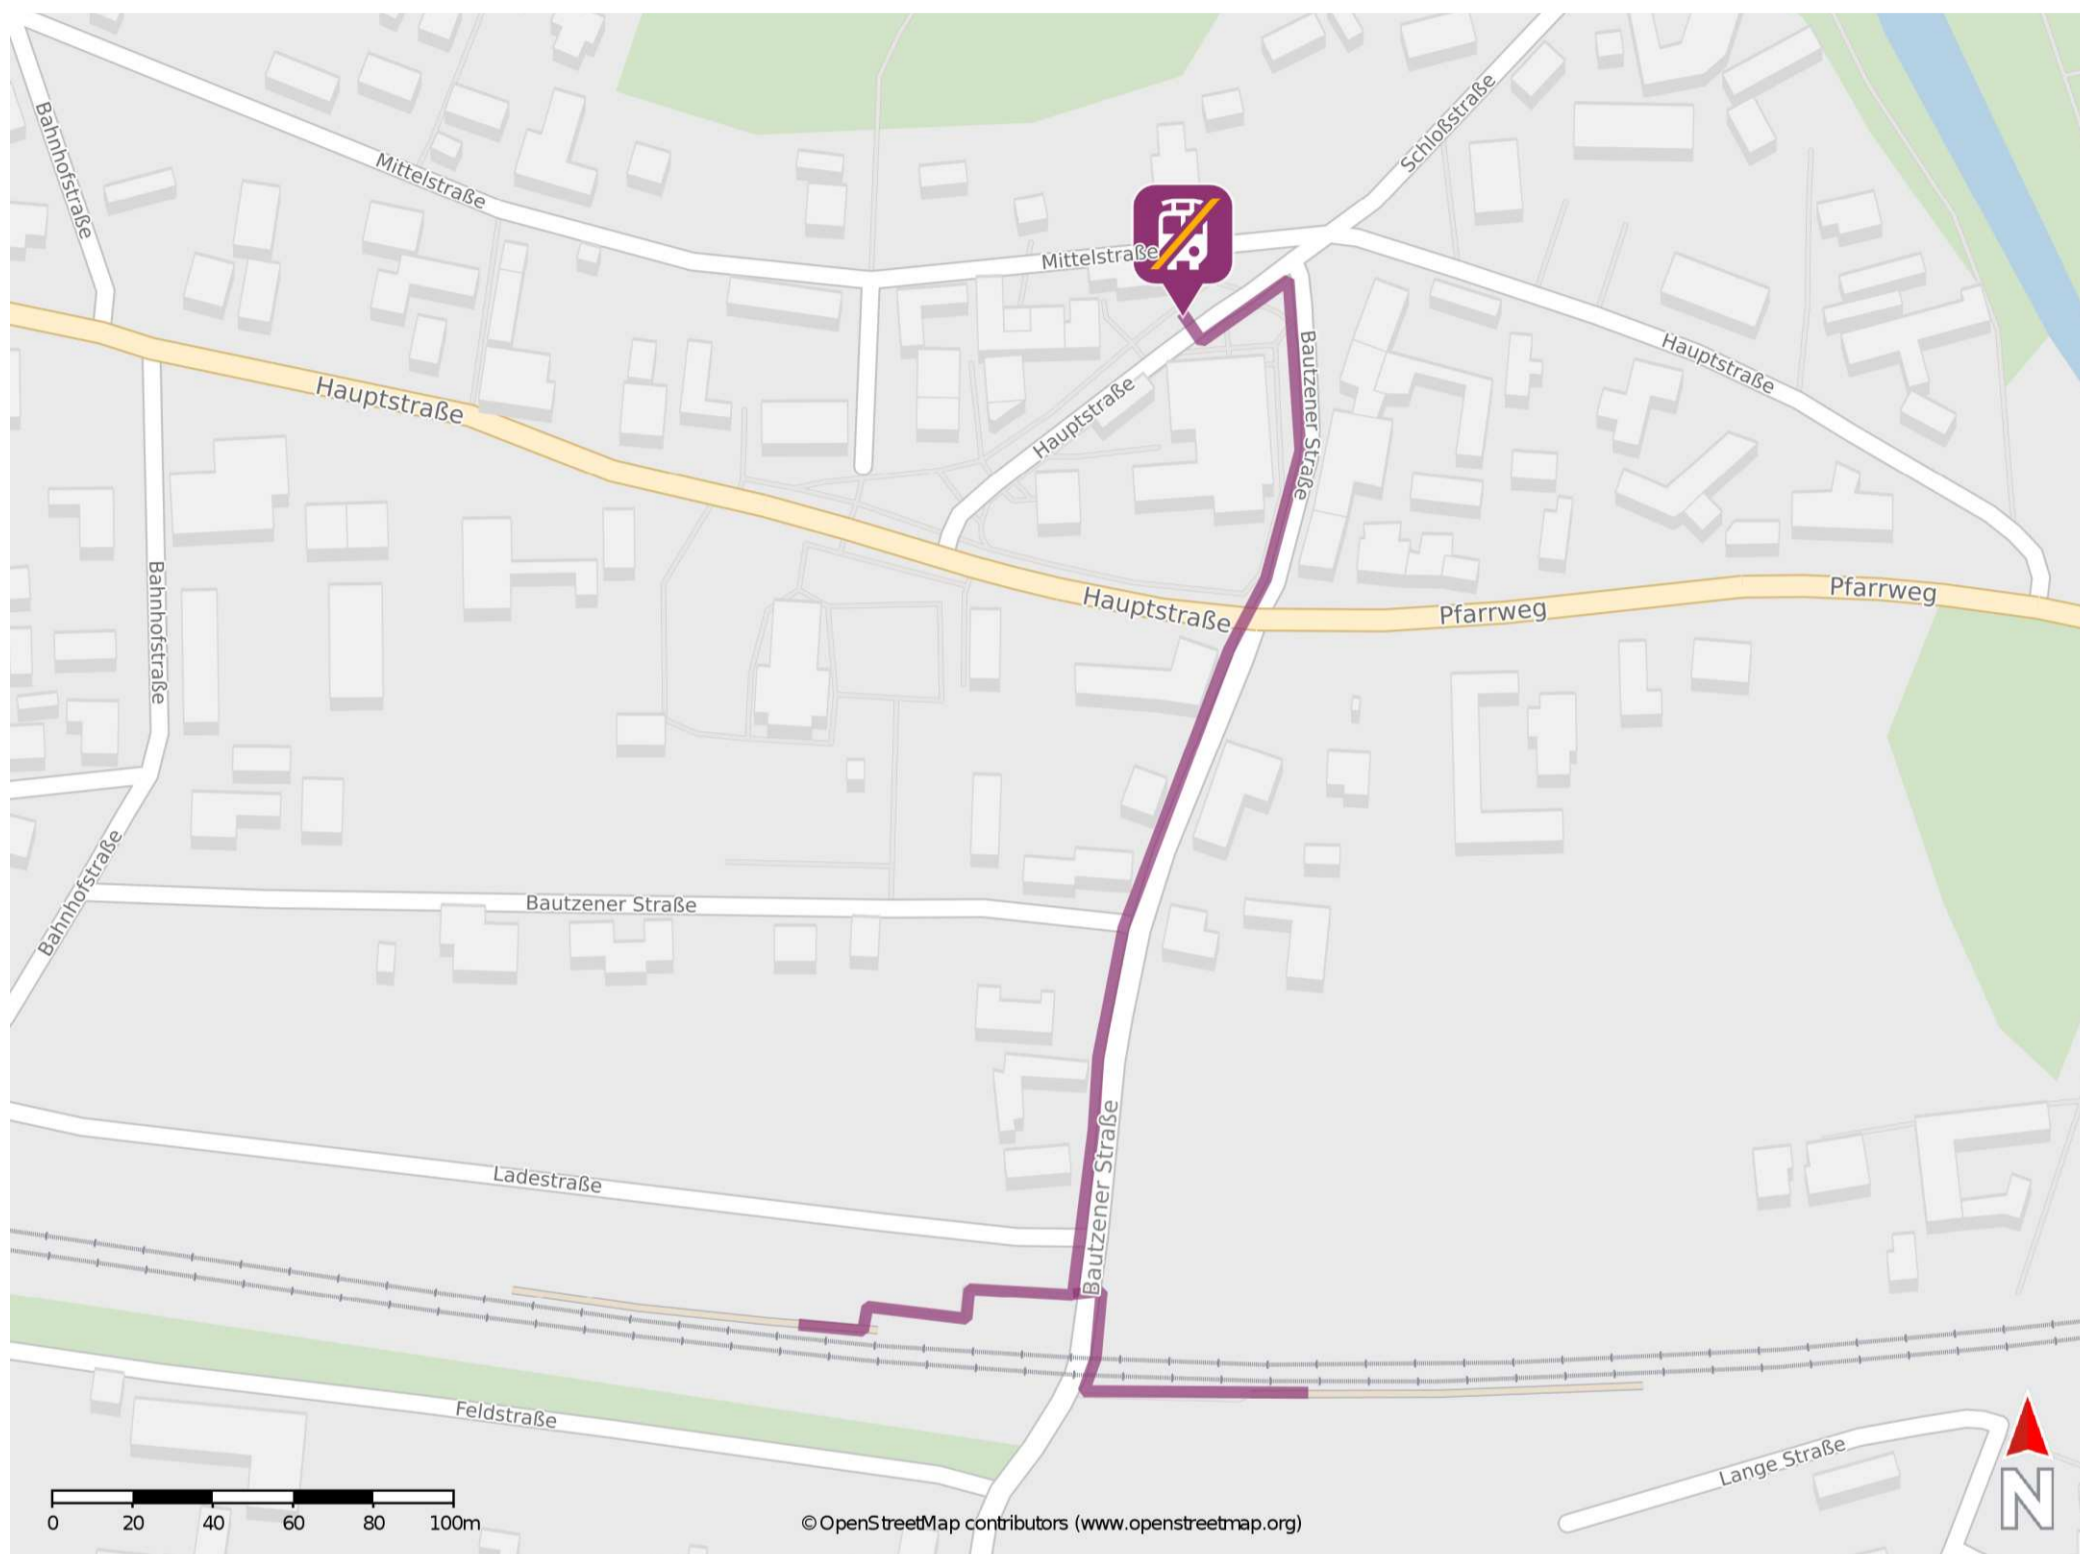 Bahnhofstraße
Mittelstraße
Schloßstraße
Mittelstraße
Hauptstraße
Bautzener Straße
Hauptstraße
Hauptstraße
Bahnhofstraße
Hauptstraße
Pfarrweg
Pfarrweg
Bahnhofstraße
Bautzener Straße
Bautzener Straße
Ladestraße
Feldstraße
Lange Straße
N
0 20 40 60 80 100m
© OpenStreetMap contributors (www.openstreetmap.org)